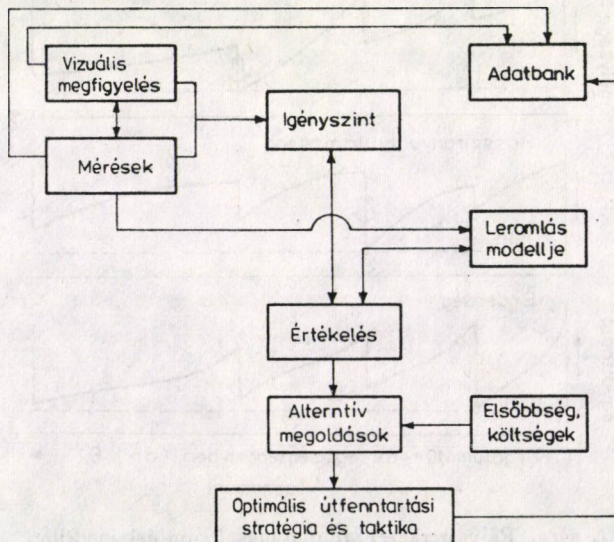 Vizuális
megfigyelés
Adatbank
Igényszint
Mérések
Leromlás
modellje
Értékelés
Alterntív
megoldások
Elsőbbség,
költségek
Optimális útfenntartási
stratégia és taktika